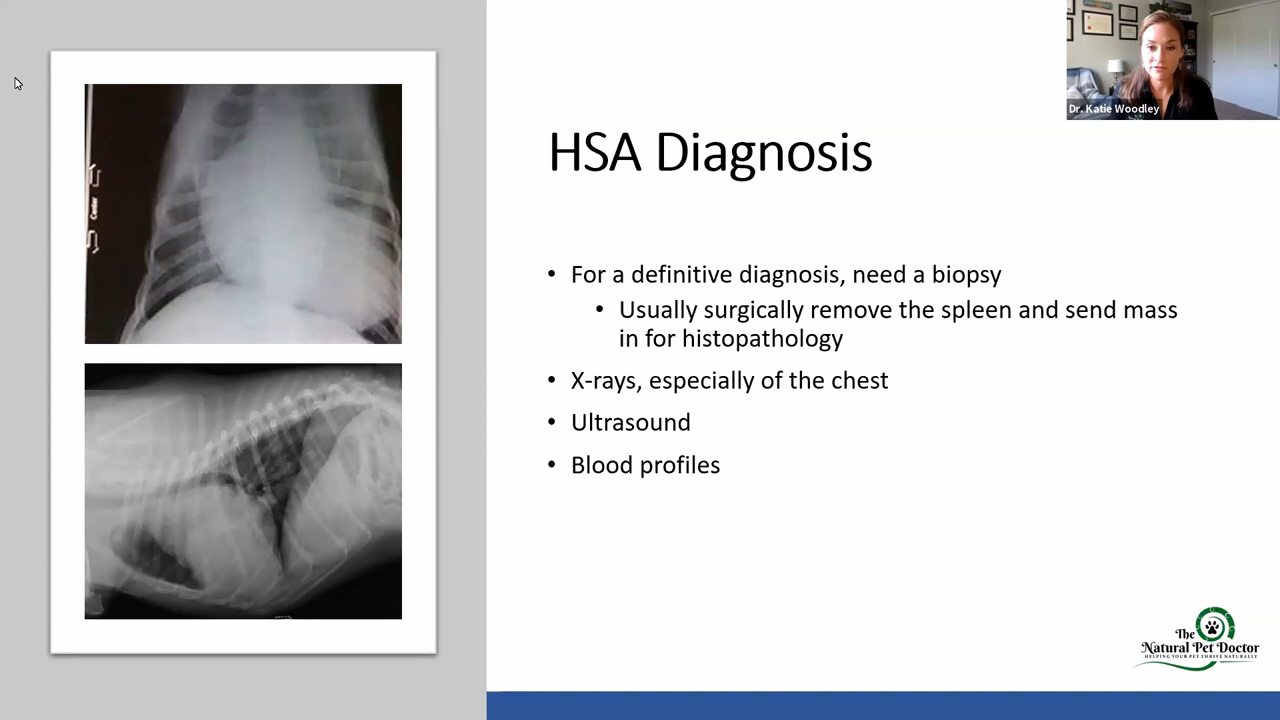 Dr. Katie Woodley
HSA Diagnosis
• For a definitive diagnosis, need a biopsy
• Usually surgically remove the spleen and send mass
in for histopathology
• X-rays, especially of the chest
• Ultrasound
• Blood profiles
The
Natural Pet Doctor
HELPING YOUR PET THRIVE NATURALLY